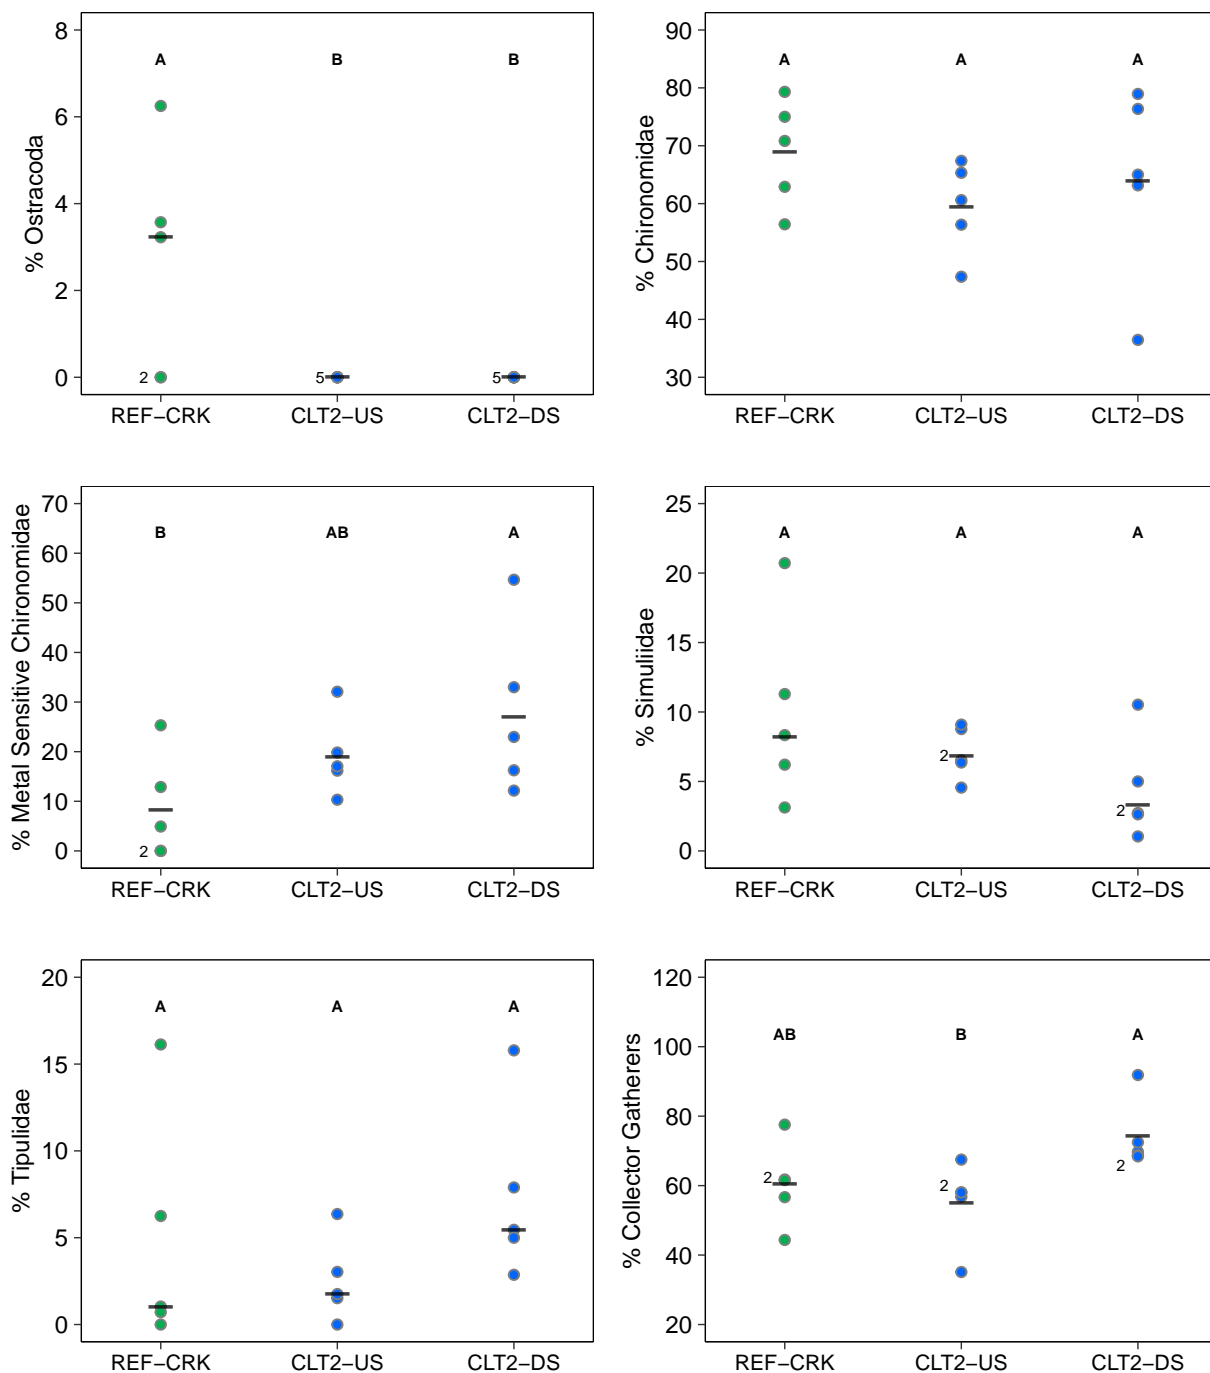 % Ostracoda
8
6
4
2
0
A
B
B
2
5
5
REF−CRK
CLT2−US
CLT2−DS
% Chironomidae
90
80
70
60
50
40
30
A
A
A
REF−CRK
CLT2−US
CLT2−DS
% Metal Sensitive Chironomidae
70
60
50
40
30
20
10
0
B
AB
A
2
REF−CRK
CLT2−US
CLT2−DS
% Simuliidae
25
20
15
10
5
0
A
A
A
2
2
REF−CRK
CLT2−US
CLT2−DS
% Tipulidae
20
15
10
5
0
A
A
A
REF−CRK
CLT2−US
CLT2−DS
% Collector Gatherers
120
100
80
60
40
20
AB
B
A
2
2
2
REF−CRK
CLT2−US
CLT2−DS